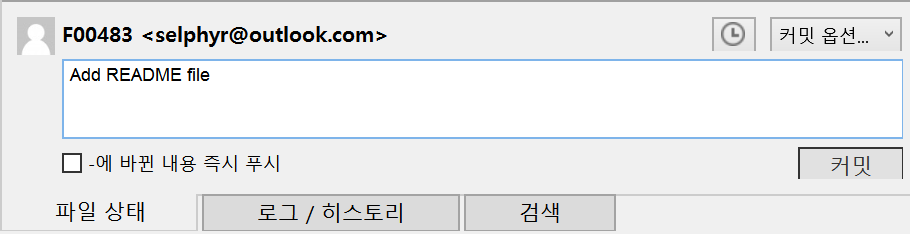 F00483 <selphyr@outlook.com>
커밋 옵션...
Add README file
-에 바뀐 내용 즉시 푸시
커밋
파일 상태
로그 / 히스토리
검색